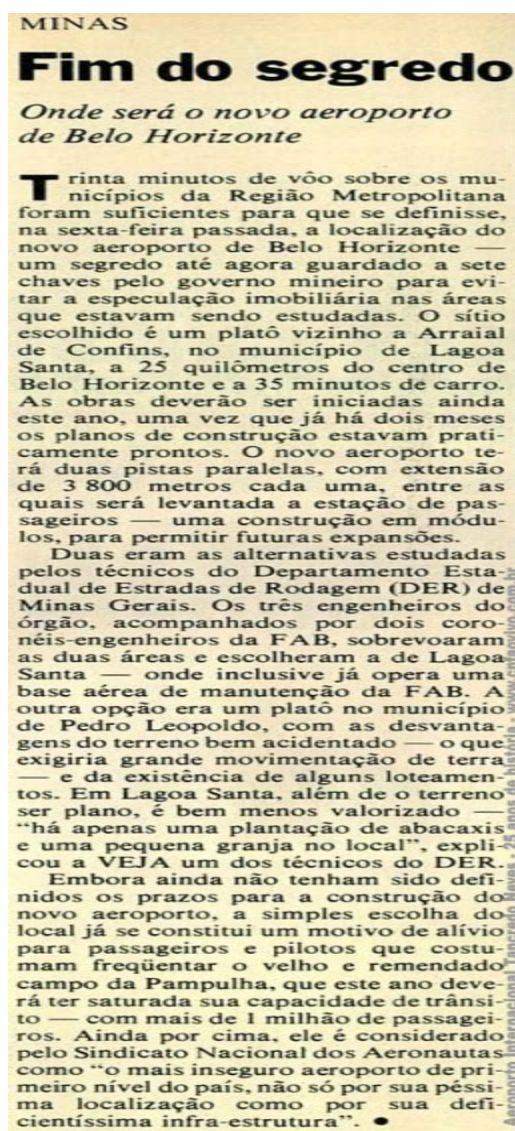 MINAS
Fim do segredo
Onde será o novo aeroporto
de Belo Horizonte
Trinta minutos de vôo sobre os mu-
nicípios da Região Metropolitana
foram suficientes para que se definisse,
na sexta-feira passada, a localização do
novo aeroporto de Belo Horizonte —
um segredo até agora guardado a sete
chaves pelo governo mineiro para evi-
tar a especulação imobiliária nas áreas
que estavam sendo estudadas. O sítio
escolhido é um platô vizinho a Arraial
de Confins, no município de Lagoa
Santa, a 25 quilômetros do centro de
Belo Horizonte e a 35 minutos de carro.
As obras deverão ser iniciadas ainda
este ano, uma vez que já há dois meses
os planos de construção estavam prati-
camente prontos. O novo aeroporto te-
rá duas pistas paralelas, com extensão
de 3 800 metros cada uma, entre as
quais será levantada a estação de pas-
sageiros — uma construção em módu-
los, para permitir futuras expansões.
Duas eram as alternativas estudadas
pelos técnicos do Departamento Esta-
dual de Estradas de Rodagem (DER) de
Minas Gerais. Os três engenheiros do
órgão, acompanhados por dois coro-
néis-engenheiros da FAB, sobrevoaram
as duas áreas e escolheram a de Lagoa
Santa — onde inclusive já opera uma
base aérea de manutenção da FAB. A
outra opção era um platô no município
de Pedro Leopoldo, com as desvanta-
gens do terreno bem acidentado — o que
exigiria grande movimentação de terra
— e da existência de alguns loteamen-
tos. Em Lagoa Santa, além de o terreno
ser plano, é bem menos valorizado —
“há apenas uma plantação de abacaxis
e uma pequena granja no local”, expli-
cou a VEJA um dos técnicos do DER.
Embora ainda não tenham sido defi-
nidos os prazos para a construção do
novo aeroporto, a simples escolha do
local já se constitui um motivo de alívio
para passageiros e pilotos que costu-
mam freqüentar o velho e remendado
campo da Pampulha, que este ano deve-
rá ter saturada sua capacidade de trânsi-
to — com mais de 1 milhão de passagei-
ros. Ainda por cima, ele é considerado
pelo Sindicato Nacional dos Aeronautas
como “o mais inseguro aeroporto de pri-
meiro nível do país, não só por sua péssi-
ma localização como por sua defi-
cientíssima infra-estrutura”. ●
Aeroporto Internacional Tancredo Neves - 25 anos de história - www.cnfaovivo.com.br